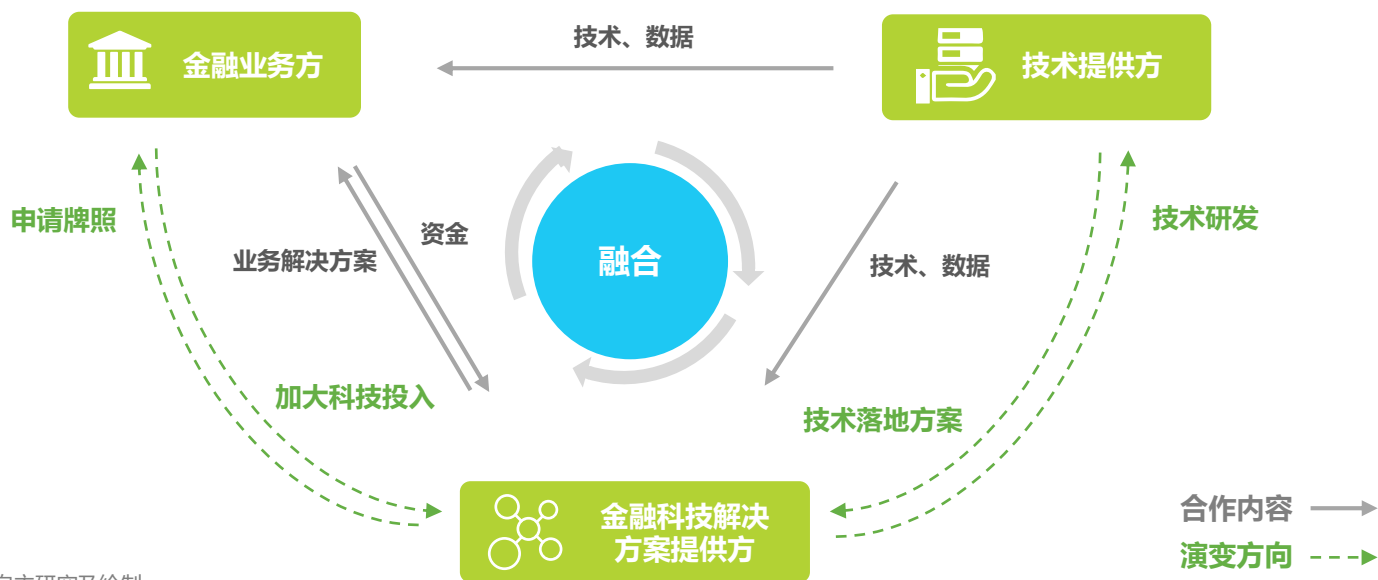 技术、数据
金融业务方
技术提供方
申请牌照
技术研发
资金
业务解决方案
融合
技术、数据
加大科技投入
技术落地方案
金融科技解决
方案提供方
合作内容
演变方向